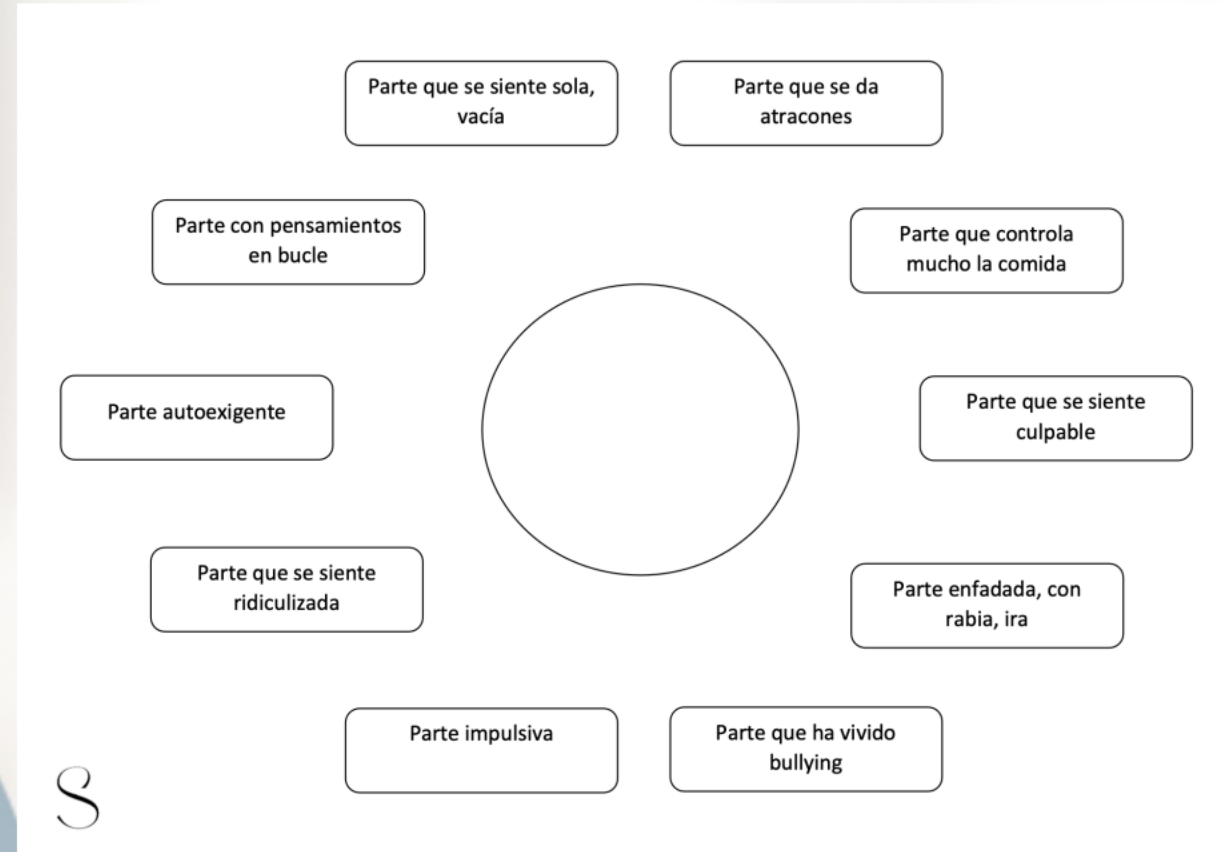 Parte que se siente sola,
vacía
Parte que se da
atracones
Parte con pensamientos
en bucle
Parte que controla
mucho la comida
Parte autoexigente
Parte que se siente
culpable
Parte que se siente
ridiculizada
Parte enfadada, con
rabia, ira
Parte impulsiva
Parte que ha vivido
bullying
S